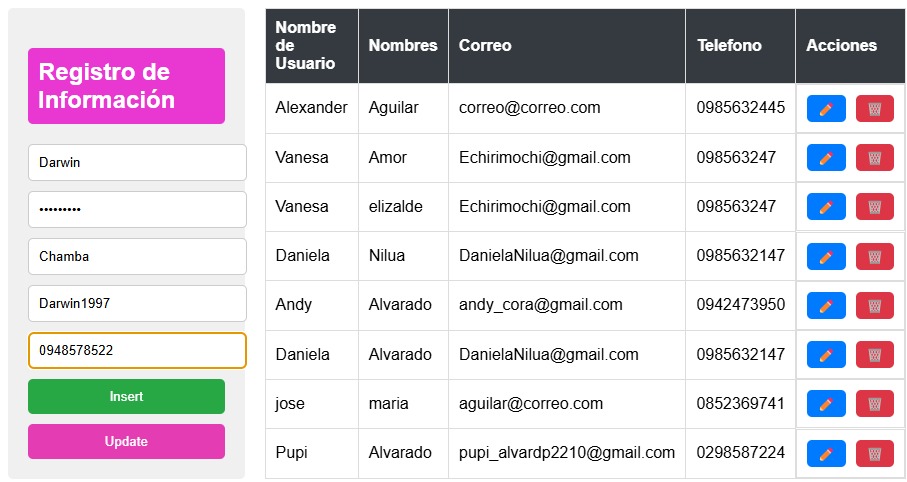 Registro de
Información
Darwin
•••••••••
Chamba
Darwin1997
0948578522
Insert
Update
Nombre
de
Usuario
Nombres
Correo
Telefono
Acciones
Alexander Aguilar correo@correo.com 0985632445
Vanesa Amor Echirimochi@gmail.com 098563247
Vanesa elizalde Echirimochi@gmail.com 098563247
Daniela Nilua DanielaNilua@gmail.com 0985632147
Andy Alvarado andy_cora@gmail.com 0942473950
Daniela Alvarado DanielaNilua@gmail.com 0985632147
jose maria aguilar@correo.com 0852369741
Pupi Alvarado pupi_alvardp2210@gmail.com 0298587224